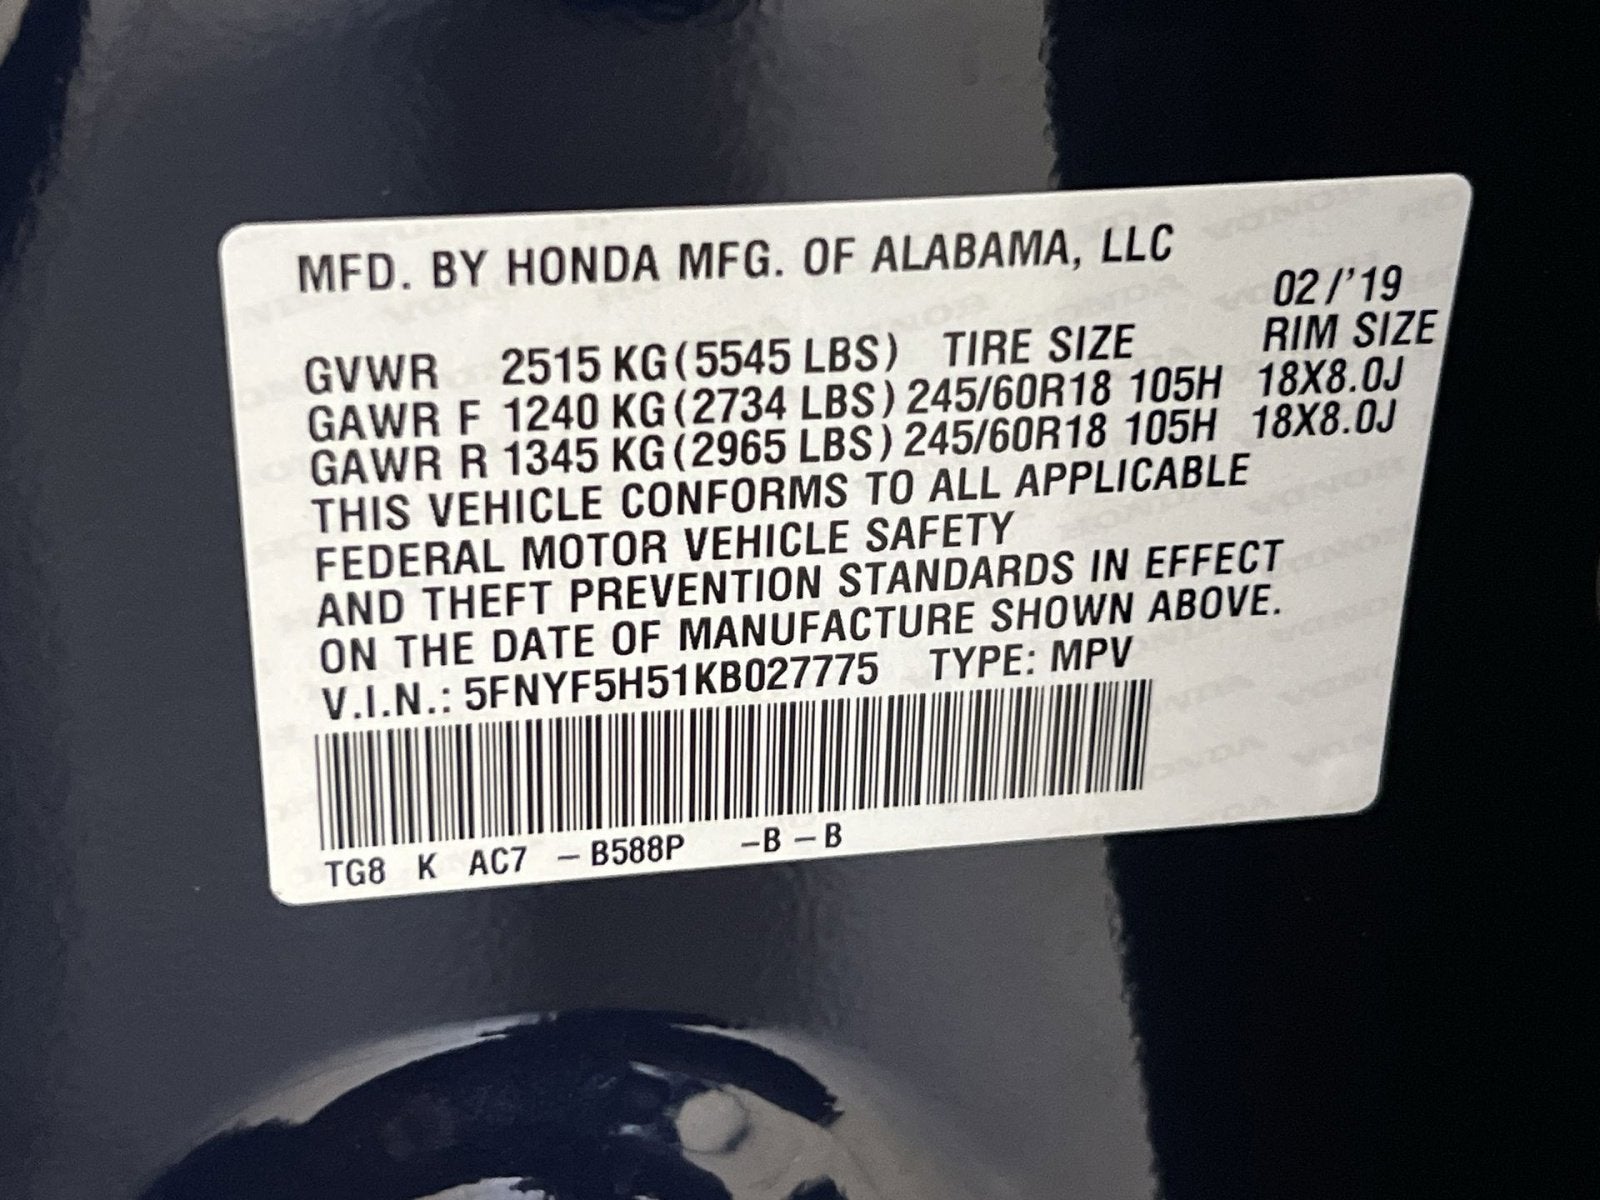 MFD. BY HONDA MFG. OF ALABAMA, LLC
02/'19
GVWR 2515 KG(5545 LBS) TIRE SIZE RIM SIZE
GAWR F 1240 KG(2734 LBS) 245/60R18 105H 18X8.0J
GAWR R 1345 KG(2965 LBS) 245/60R18 105H 18X8.0J
THIS VEHICLE CONFORMS TO ALL APPLICABLE
FEDERAL MOTOR VEHICLE SAFETY
AND THEFT PREVENTION STANDARDS IN EFFECT
ON THE DATE OF MANUFACTURE SHOWN ABOVE.
V.I.N.: 5FNYF5H51KB027775 TYPE: MPV
TG8 K AC7 – B588P –B – B